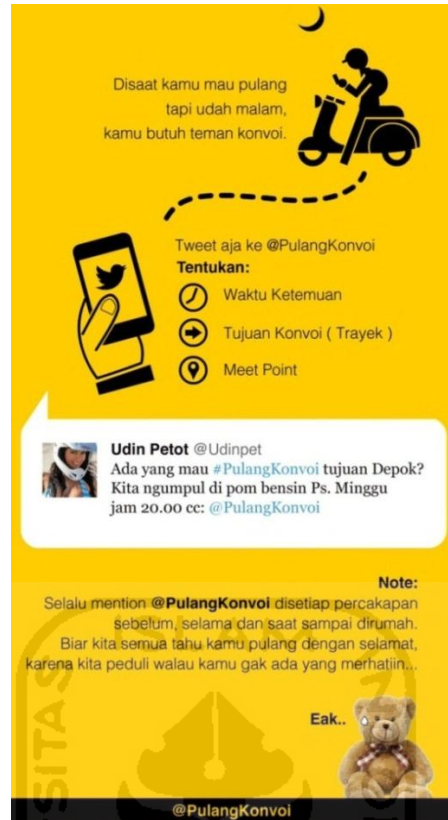 Disaat kamu mau pulang
tapi udah malam,
kamu butuh teman konvoi.
Tweet aja ke @PulangKonvoi
Tentukan:
Waktu Ketemuan
Tujuan Konvoi ( Trayek )
Meet Point
Udin Petot @Udinpet
Ada yang mau #PulangKonvoi tujuan Depok?
Kita ngumpul di pom bensin Ps. Minggu
jam 20.00 cc: @PulangKonvoi
Note:
Selalu mention @PulangKonvoi disetiap percakapan
sebelum, selama dan saat sampai dirumah.
Biar kita semua tahu kamu pulang dengan selamat,
karena kita peduli walau kamu gak ada yang merhatiin...
ISLAM
SITAS
Eak..
@PulangKonvoi